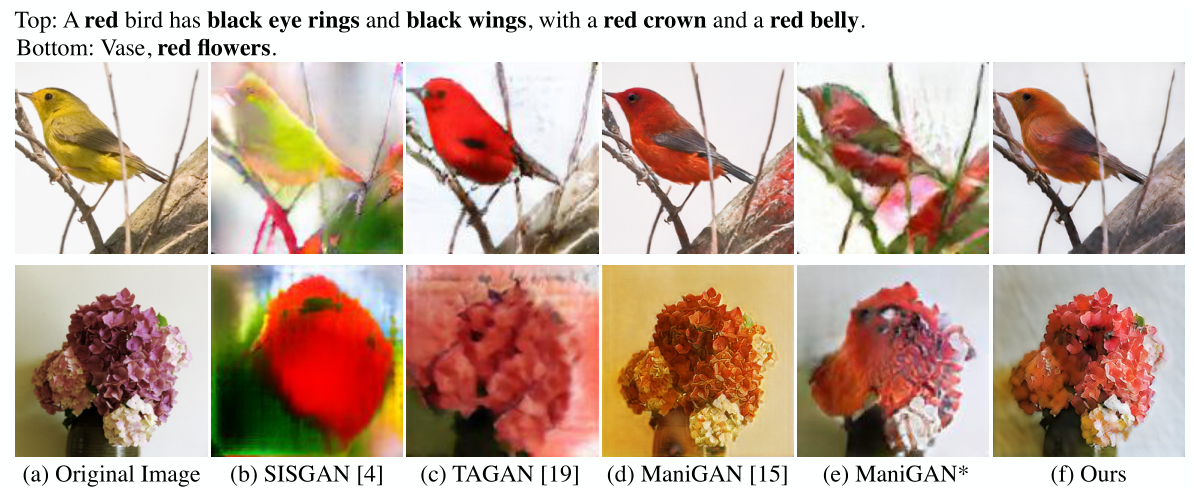 Top: A red bird has black eye rings and black wings, with a red crown and a red belly.
Bottom: Vase, red flowers.
(a) Original Image (b) SISGAN [4] (c) TAGAN [19] (d) ManiGAN [15] (e) ManiGAN* (f) Ours